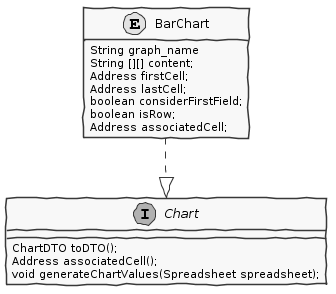 E BarChart
String graph_name
String [][] content;
Address firstCell;
Address lastCell;
boolean considerFirstField;
boolean isRow;
Address associatedCell;
I Chart
ChartDTO toDTO();
Address associatedCell();
void generateChartValues(Spreadsheet spreadsheet);